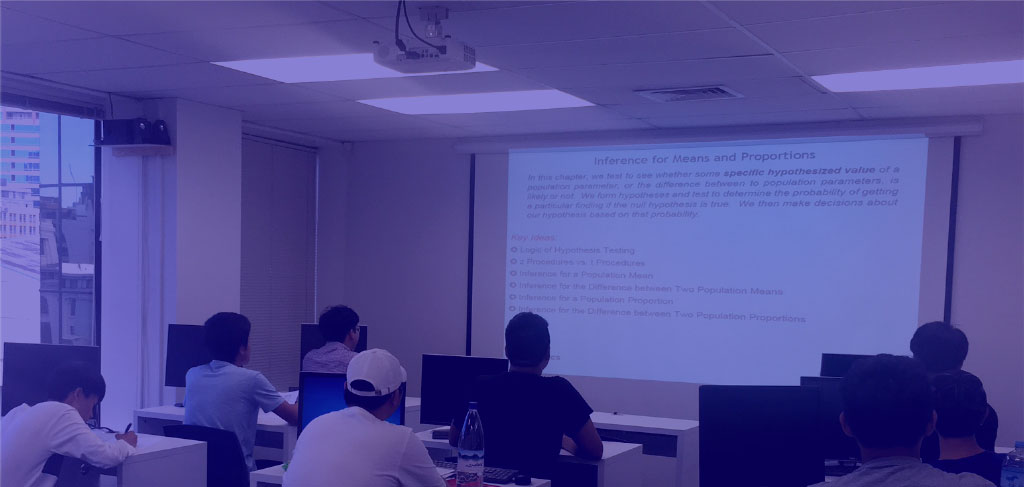 Inference for Means and Proportions
In this chapter, we test to see whether some specific hypothesized value of a
population parameter, or the difference between to population parameters, is
likely or not. We form hypotheses and test to determine the probability of getting
a particular finding if the null hypothesis is true. We then make decisions about
our hypothesis based on that probability.
Key Ideas:
Logic of Hypothesis Testing
z Procedures vs. t Procedures
Inference for a Population Mean
Inference for the Difference between Two Population Means
Inference for a Population Proportion
Inference for the Difference between Two Population Proportions